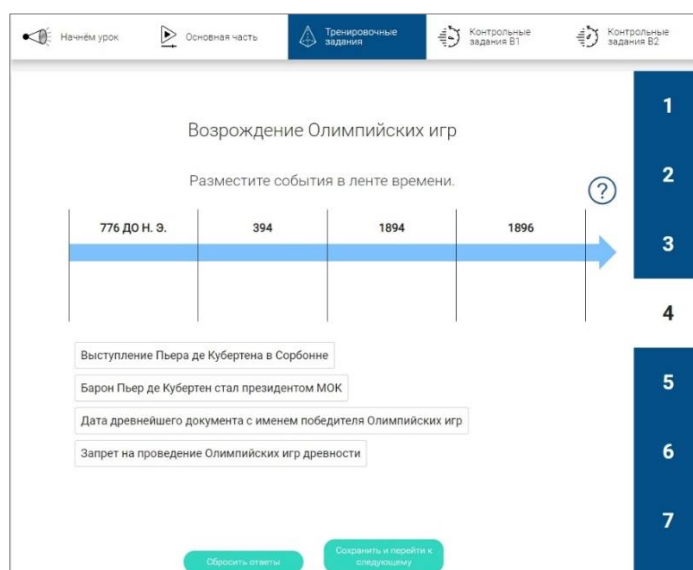 Начнём урок
Основная часть
Тренировочные
задания
Контрольные
задания В1
Контрольные
задания В2
Возрождение Олимпийских игр
Разместите события в ленте времени.
?
776 ДО Н. Э.
394
1894
1896
Выступление Пьера де Кубертена в Сорбонне
Барон Пьер де Кубертен стал президентом МОК
Дата древнейшего документа с именем победителя Олимпийских игр
Запрет на проведение Олимпийских игр древности
Сбросить ответы
Сохранить и перейти к
следующему
1
2
3
4
5
6
7